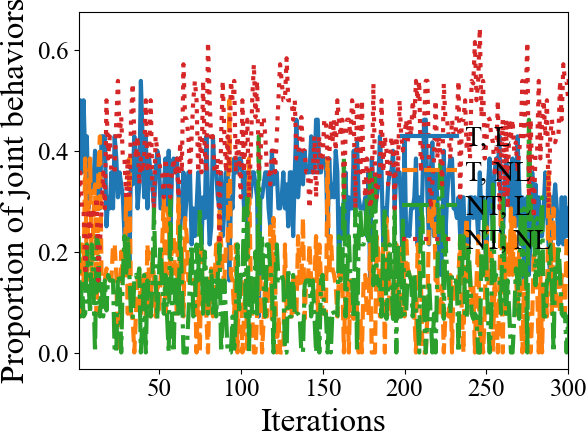 Proportion of joint behaviors
0.6
0.4
0.2
0.0
T, L
T, NL
NT, L
NT, NL
50
100
150
200
250
300
Iterations